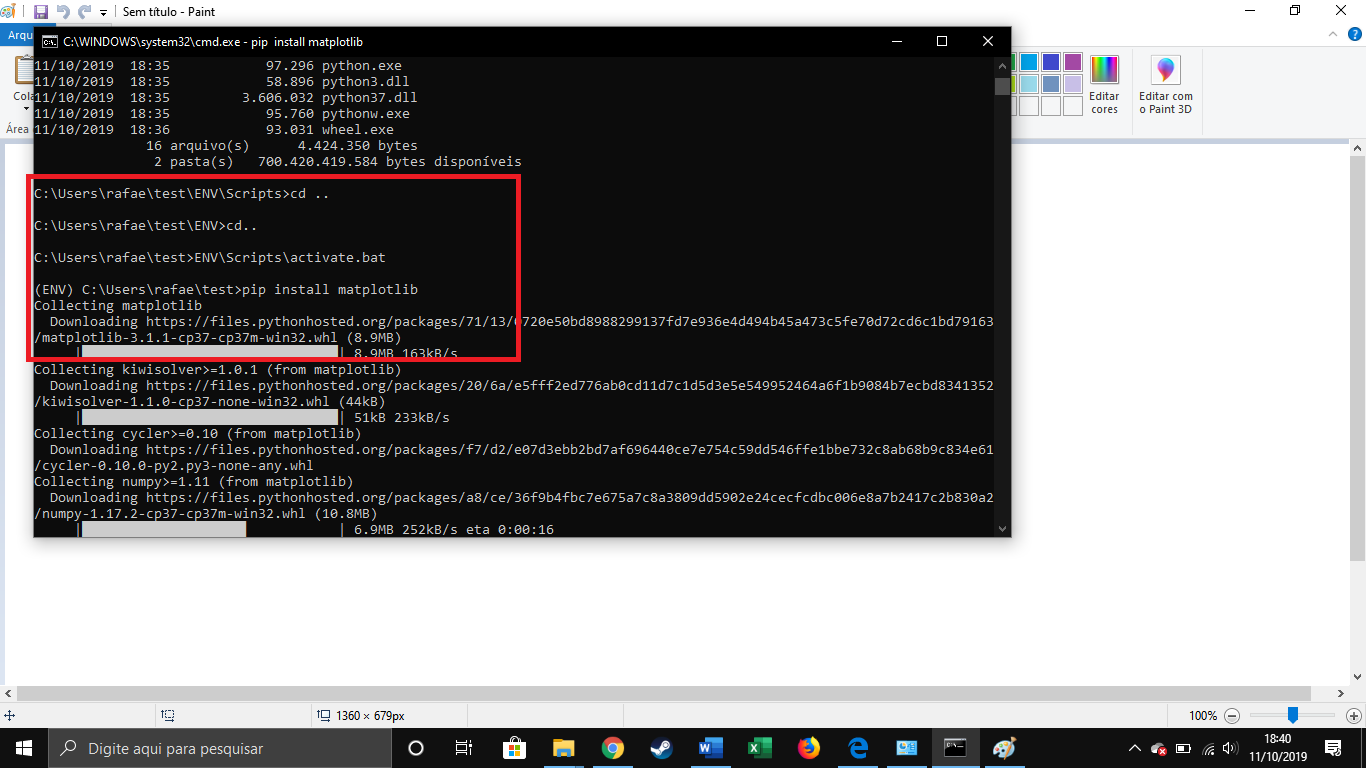 Sem título - Paint
Arqu
C:\WINDOWS\system32\cmd.exe - pip  install matplotlib
Cola
Área
Editar cores
Editar com o Paint 3D
11/10/2019  18:35            97.296 python.exe
11/10/2019  18:35            58.896 python3.dll
11/10/2019  18:35         3.606.032 python37.dll
11/10/2019  18:35            95.760 pythonw.exe
11/10/2019  18:36            93.031 wheel.exe
16 arquivo(s)      4.424.350 bytes
2 pasta(s)   700.420.419.584 bytes disponíveis
C:\Users\rafae\test\ENV\Scripts>cd ..
C:\Users\rafae\test\ENV>cd..
C:\Users\rafae\test>ENV\Scripts\activate.bat
(ENV) C:\Users\rafae\test>pip install matplotlib
Collecting matplotlib
Downloading https://files.pythonhosted.org/packages/71/13/6720e50bd8988299137fd7e936e4d494b45a473c5fe70d72cd6c1bd79163
/matplotlib-3.1.1-cp37-cp37m-win32.whl (8.9MB)
| | 8.9MB 163kB/s
Collecting kiwisolver>=1.0.1 (from matplotlib)
Downloading https://files.pythonhosted.org/packages/20/6a/e5fff2ed776ab0cd11d7c1d5d3e5e549952464a6f1b9084b7ecbd8341352
/kiwisolver-1.1.0-cp37-none-win32.whl (44kB)
| | 51kB 233kB/s
Collecting cycler>=0.10 (from matplotlib)
Downloading https://files.pythonhosted.org/packages/f7/d2/e07d3ebb2bd7af696440ce7e754c59dd546ffe1bbe732c8ab68b9c834e61
/cycler-0.10.0-py2.py3-none-any.whl
Collecting numpy>=1.11 (from matplotlib)
Downloading https://files.pythonhosted.org/packages/a8/ce/36f9b4fbc7e675a7c8a3809dd5902e24cecfcdbc006e8a7b2417c2b830a2
/numpy-1.17.2-cp37-cp37m-win32.whl (10.8MB)
| | 6.9MB 252kB/s eta 0:00:16
1360 × 679px
100%
Digite aqui para pesquisar
18:40
11/10/2019